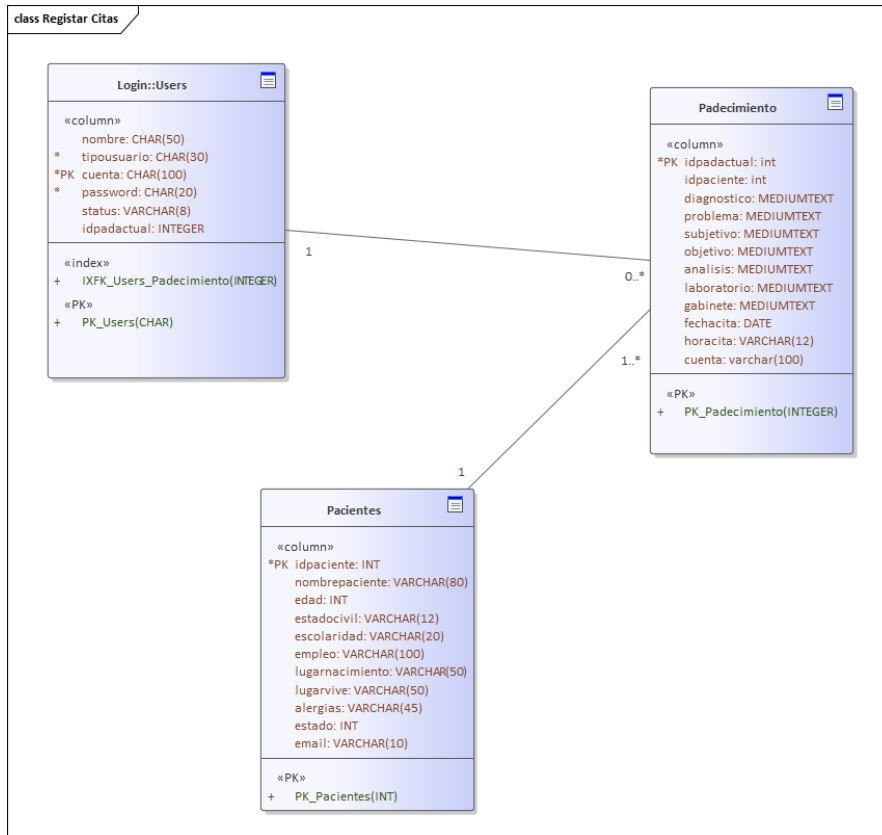 class Registar Citas
Login::Users
«column»
nombre: CHAR(50)
* tipousuario: CHAR(30)
*PK cuenta: CHAR(100)
* password: CHAR(20)
status: VARCHAR(8)
idpadactual: INTEGER
«index»
+ IXFK_Users_Padecimiento(INTEGER)
«PK»
+ PK_Users(CHAR)
1
0..*
Padecimiento
«column»
*PK idpadactual: int
idpaciente: int
diagnostico: MEDIUMTEXT
problema: MEDIUMTEXT
subjetivo: MEDIUMTEXT
objetivo: MEDIUMTEXT
analisis: MEDIUMTEXT
laboratorio: MEDIUMTEXT
gabinete: MEDIUMTEXT
fechacita: DATE
horacita: VARCHAR(12)
cuenta: varchar(100)
«PK»
+ PK_Padecimiento(INTEGER)
1..*
1
Pacientes
«column»
*PK idpaciente: INT
nombrepaciente: VARCHAR(80)
edad: INT
estadocivil: VARCHAR(12)
escolaridad: VARCHAR(20)
empleo: VARCHAR(100)
lugarnacimiento: VARCHAR(50)
lugarvive: VARCHAR(50)
alergias: VARCHAR(45)
estado: INT
email: VARCHAR(10)
«PK»
+ PK_Pacientes(INT)